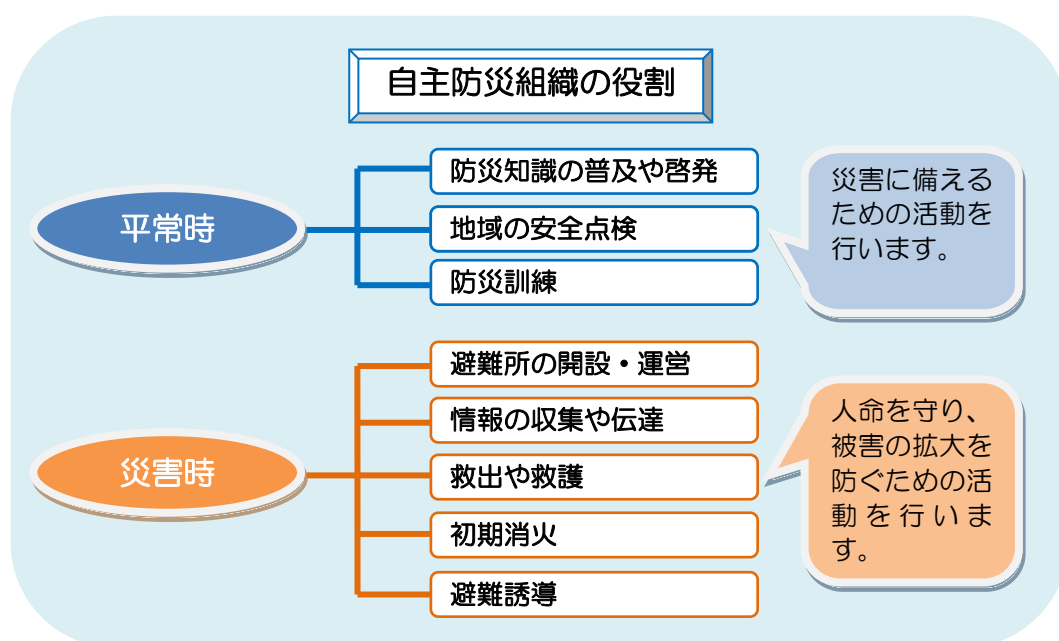 自主防災組織の役割
平常時
防災知識の普及や啓発
地域の安全点検
防災訓練
災害に備える
ための活動を
行います。
災害時
避難所の開設・運営
情報の収集や伝達
救出や救護
初期消火
避難誘導
人命を守り、
被害の拡大を
防ぐための活
動を行いま
す。